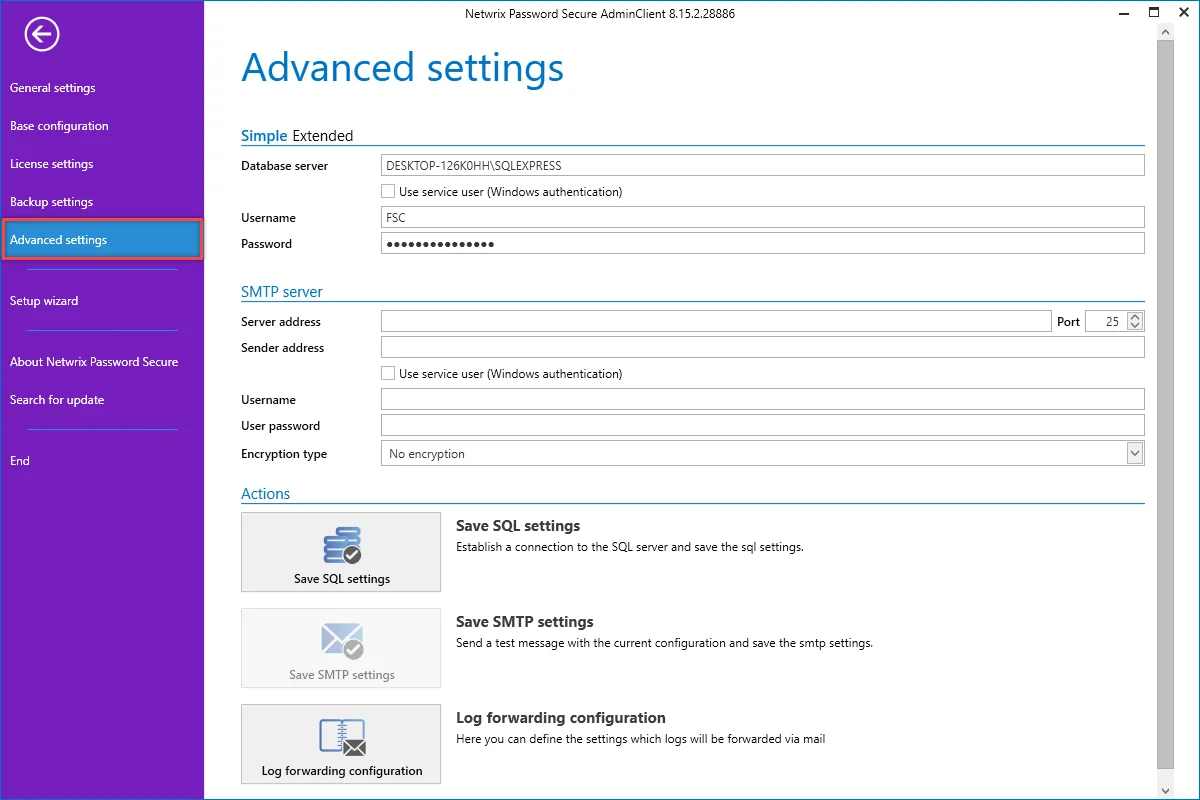 Netwrix Password Secure AdminClient 8.15.2.28886
General settings
Base configuration
License settings
Backup settings
Advanced settings
Setup wizard
About Netwrix Password Secure
Search for update
End
Advanced settings
Simple Extended
Database server DESKTOP-126K0HH\SQLEXPRESS
Use service user (Windows authentication)
Username FSC
Password ●●●●●●●●●●●●●●●
SMTP server
Server address Port 25
Sender address
Use service user (Windows authentication)
Username
User password
Encryption type No encryption
Actions
Save SQL settings
Save SQL settings
Establish a connection to the SQL server and save the sql settings.
Save SMTP settings
Save SMTP settings
Send a test message with the current configuration and save the smtp settings.
Log forwarding configuration
Log forwarding configuration
Here you can define the settings which logs will be forwarded via mail